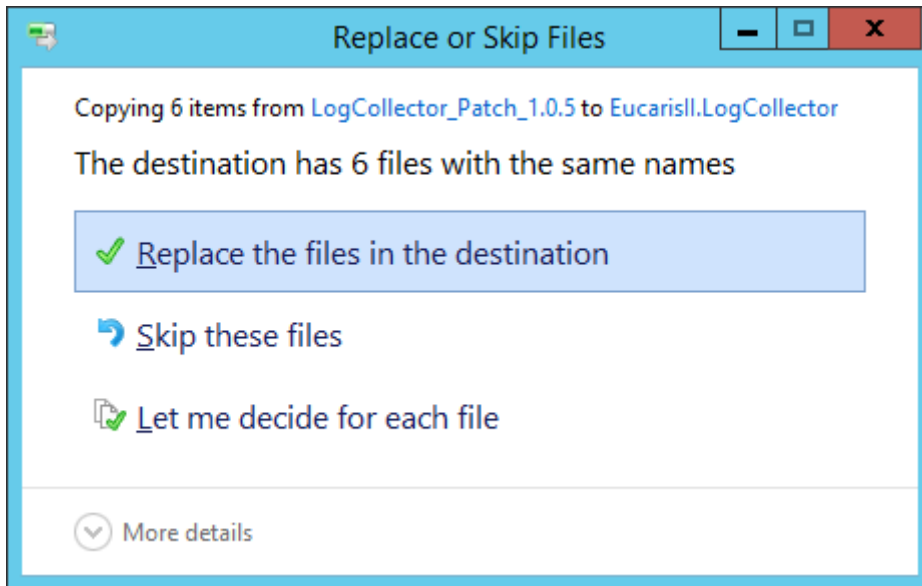 Replace or Skip Files
Copying 6 items from LogCollector_Patch_1.0.5 to EucarisII.LogCollector
The destination has 6 files with the same names
Replace the files in the destination
Skip these files
Let me decide for each file
More details